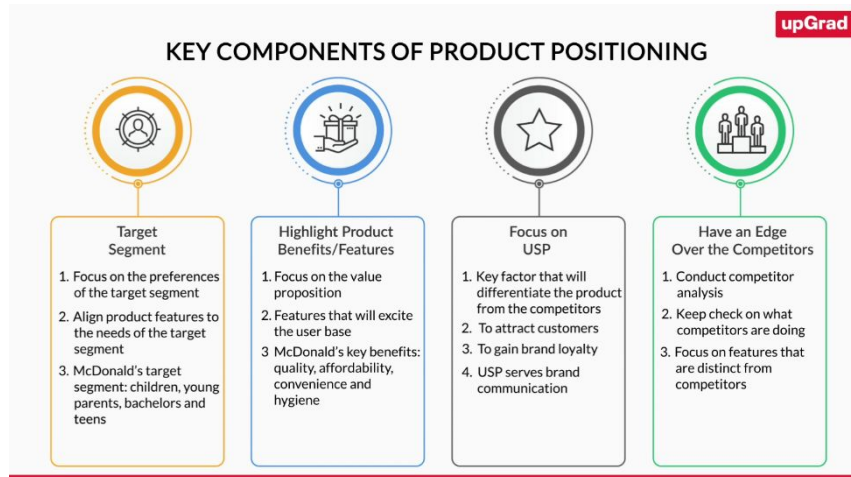 upGrad
KEY COMPONENTS OF PRODUCT POSITIONING
Target
Segment
1. Focus on the preferences
of the target segment
2. Align product features to
the needs of the target
segment
3. McDonald's target
segment: children, young
parents, bachelors and
teens
Highlight Product
Benefits/Features
1. Focus on the value
proposition
2. Features that will excite
the user base
3 McDonald's key benefits:
quality, affordability,
convenience and
hygiene
Focus on
USP
1. Key factor that will
differentiate the product
from the competitors
2. To attract customers
3. To gain brand loyalty
4. USP serves brand
communication
Have an Edge
Over the Competitors
1. Conduct competitor
analysis
2. Keep check on what
competitors are doing
3. Focus on features that
are distinct from
competitors